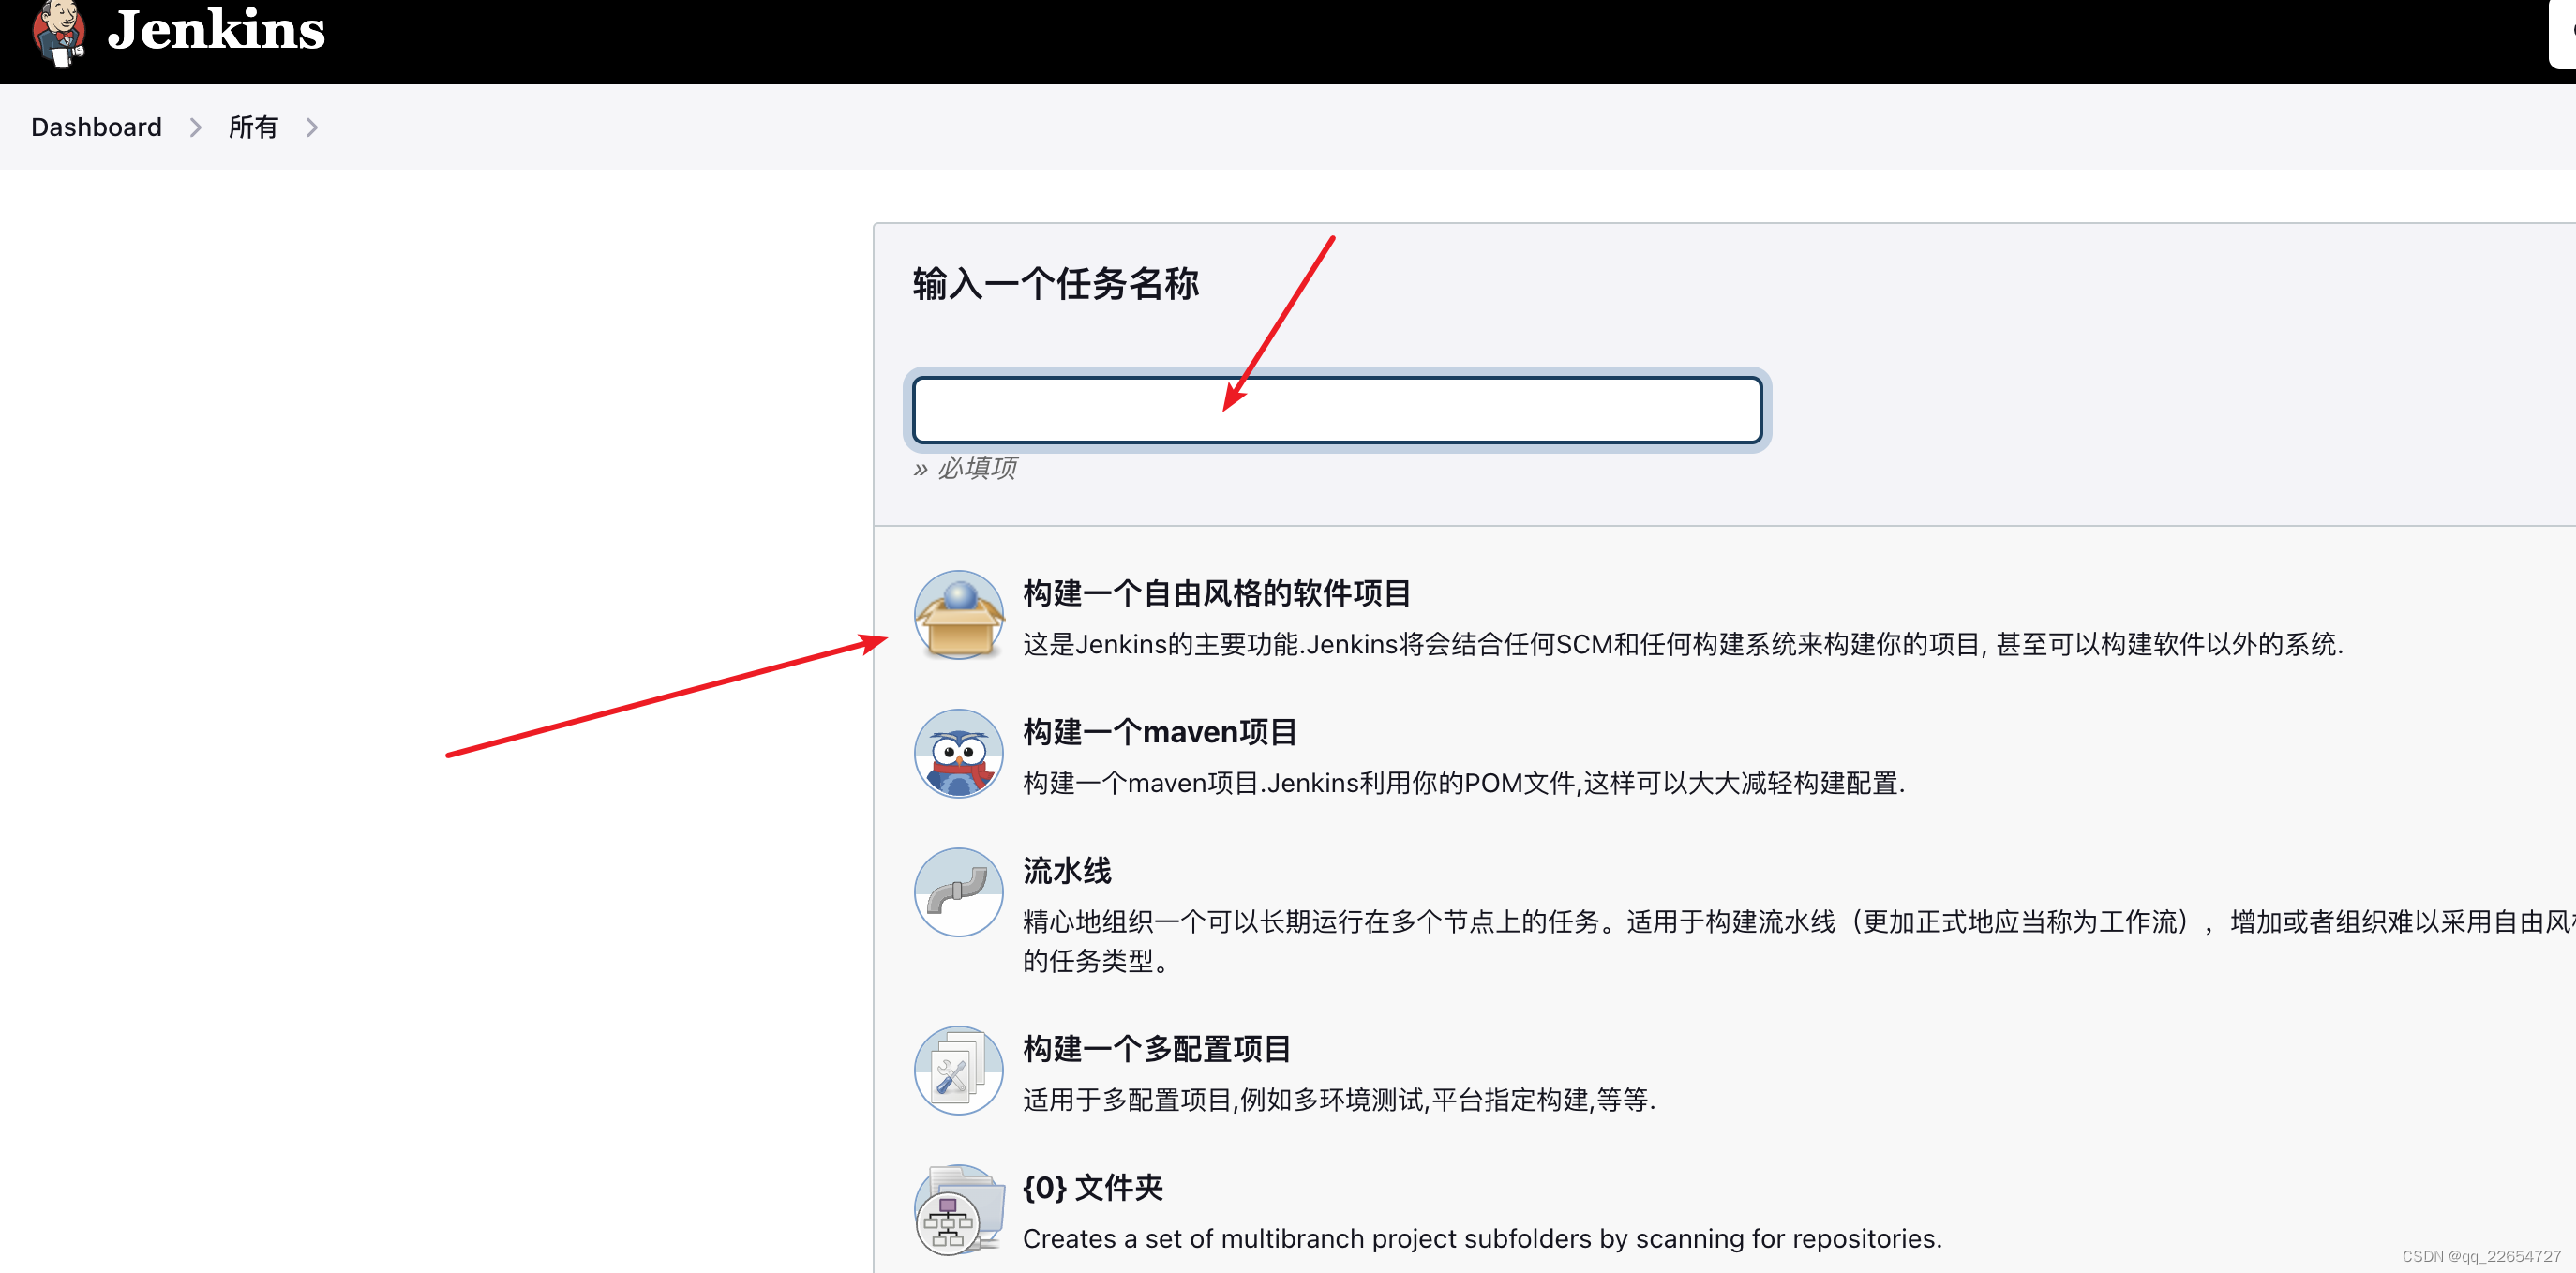 Jenkins
Dashboard
所有
输入一个任务名称
» 必填项
构建一个自由风格的软件项目
这是Jenkins的主要功能.Jenkins将会结合任何SCM和任何构建系统来构建你的项目, 甚至可以构建软件以外的系统.
构建一个maven项目
构建一个maven项目.Jenkins利用你的POM文件,这样可以大大减轻构建配置.
流水线
精心地组织一个可以长期运行在多个节点上的任务。适用于构建流水线（更加正式地应当称为工作流），增加或者组织难以采用自由风
的任务类型。
构建一个多配置项目
适用于多配置项目,例如多环境测试,平台指定构建,等等.
{0} 文件夹
Creates a set of multibranch project subfolders by scanning for repositories.
CSDN @qq_22654727